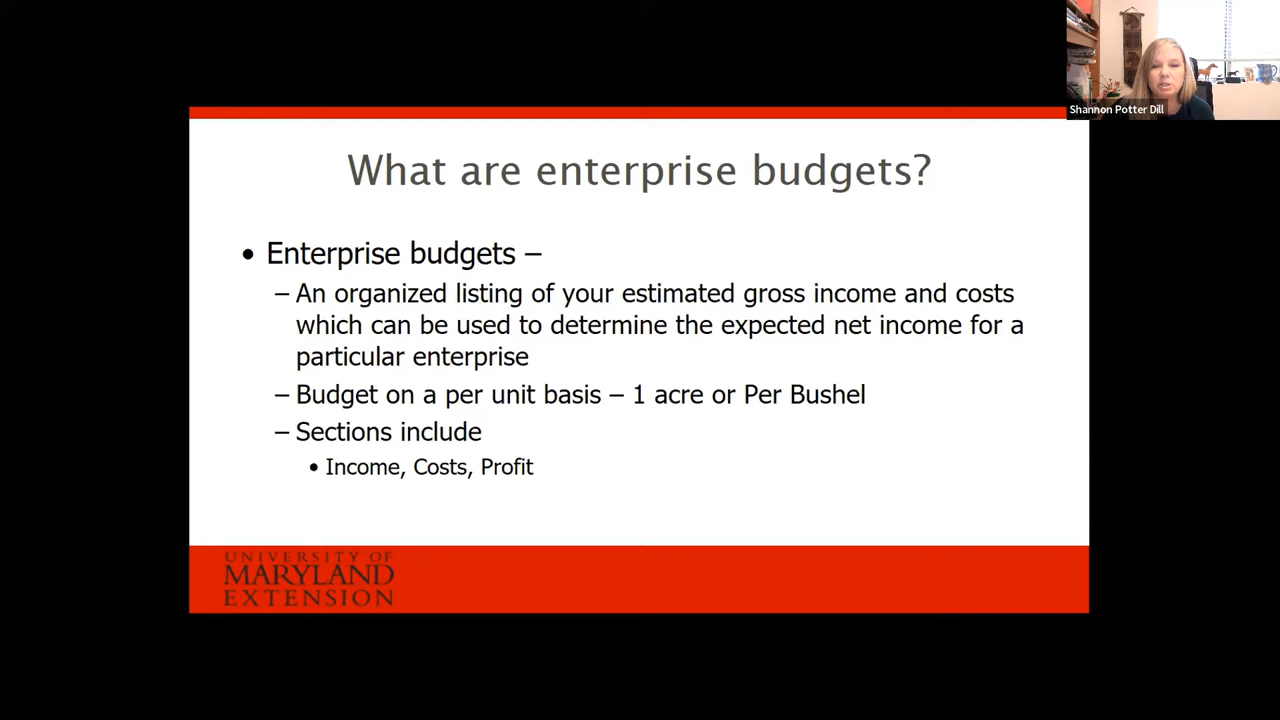 Shannon Potter Dill
What are enterprise budgets?
• Enterprise budgets –
– An organized listing of your estimated gross income and costs
which can be used to determine the expected net income for a
particular enterprise
– Budget on a per unit basis – 1 acre or Per Bushel
– Sections include
• Income, Costs, Profit
UNIVERSITY OF
MARYLAND
EXTENSION